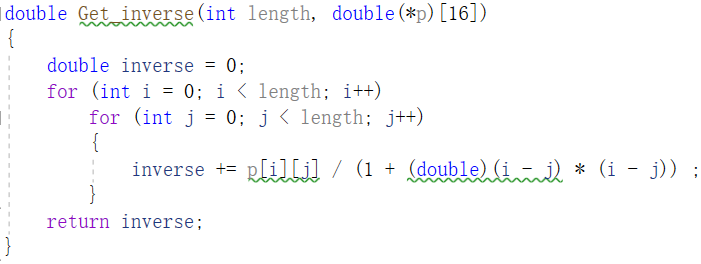 double Get_inverse(int length, double(*p)[16])
{
    double inverse = 0;
    for (int i = 0; i < length; i++)
        for (int j = 0; j < length; j++)
        {
            inverse += p[i][j] / (1 + (double)(i - j) * (i - j)) ;
        }
    return inverse;
}